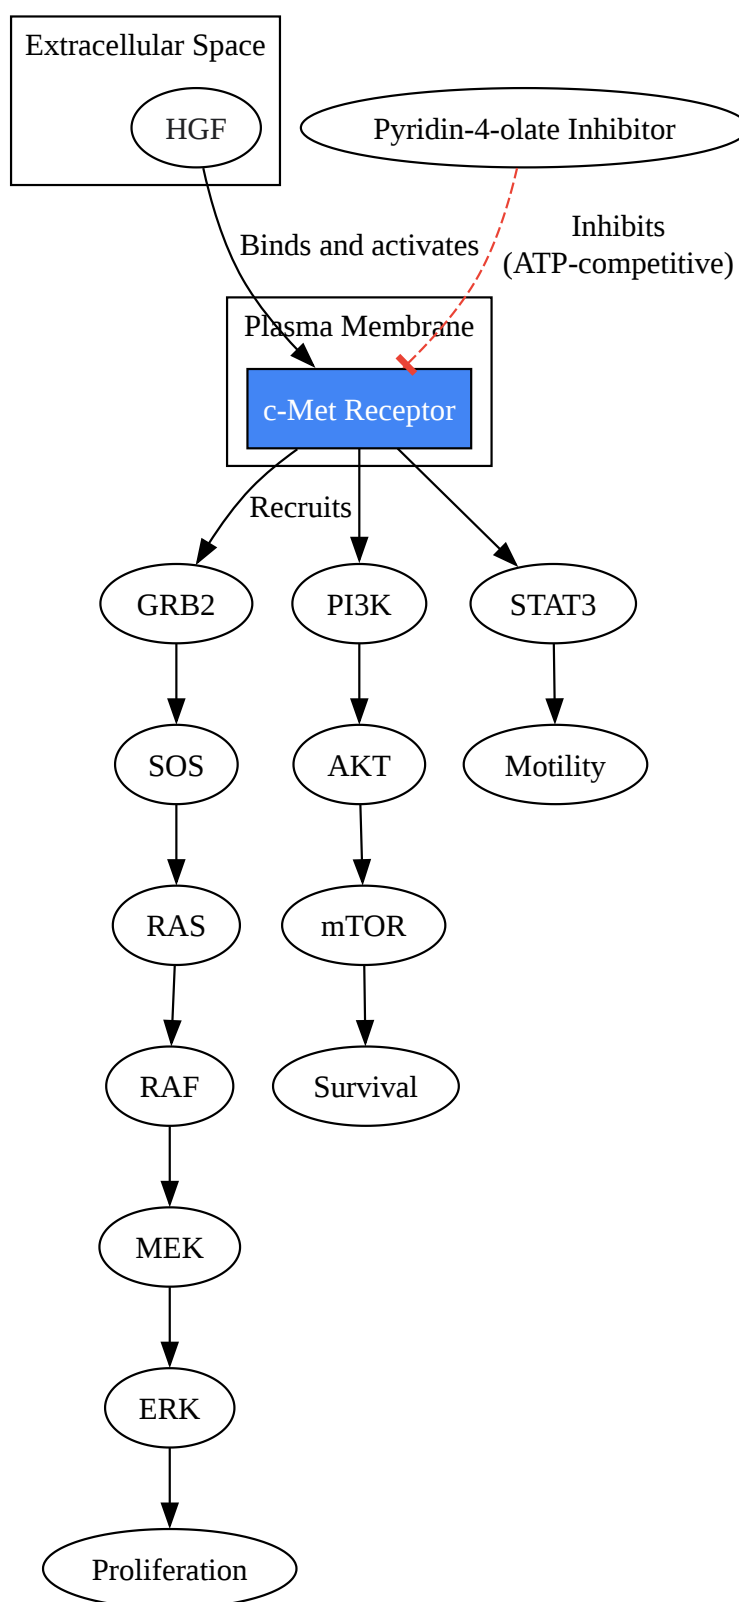 Extracellular Space
HGF
Pyridin-4-olate Inhibitor
Binds and activates
Inhibits
(ATP-competitive)
Plasma Membrane
c-Met Receptor
Recruits
GRB2
PI3K
STAT3
SOS
AKT
Motility
RAS
mTOR
RAF
Survival
MEK
ERK
Proliferation